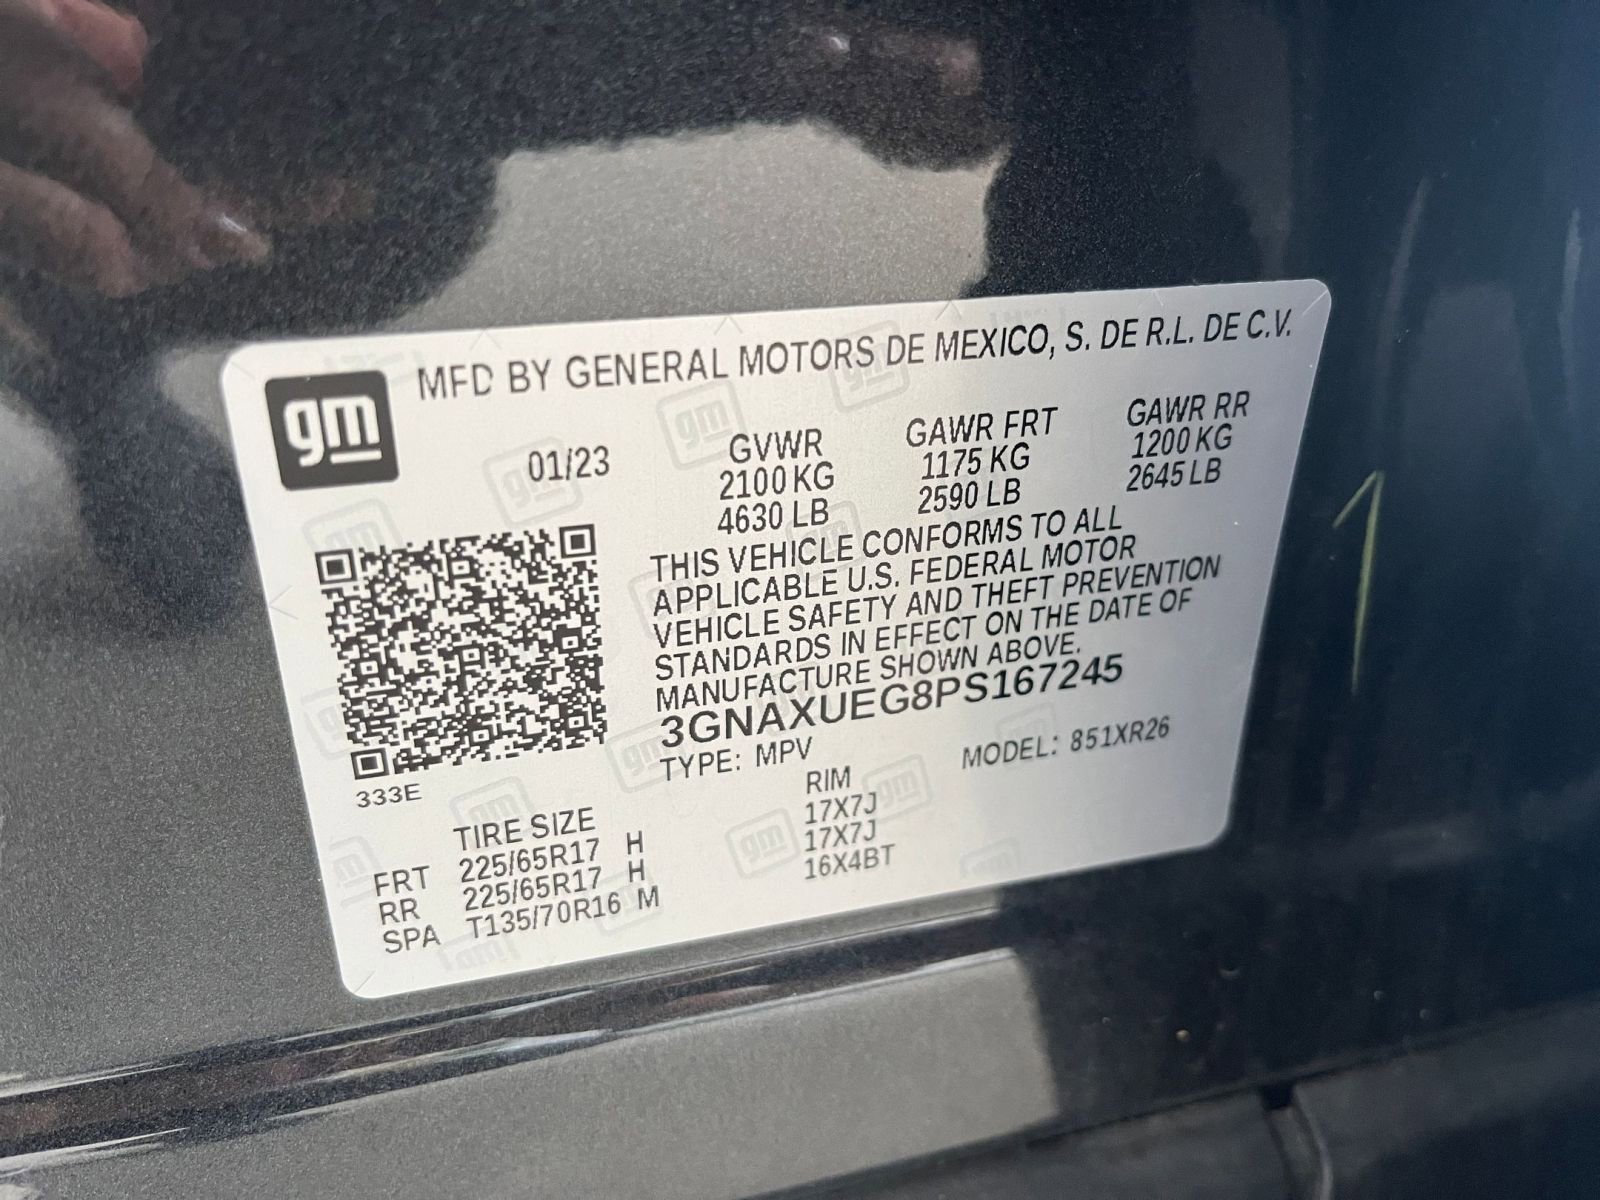 gm
MFD BY GENERAL MOTORS DE MEXICO, S. DE R.L. DE C.V.
01/23
GVWR GAWR FRT GAWR RR
2100 KG 1175 KG 1200 KG
4630 LB 2590 LB 2645 LB
THIS VEHICLE CONFORMS TO ALL
APPLICABLE U.S. FEDERAL MOTOR
VEHICLE SAFETY AND THEFT PREVENTION
STANDARDS IN EFFECT ON THE DATE OF
MANUFACTURE SHOWN ABOVE.
3GNAXUEG8PS167245
TYPE: MPV MODEL: 851XR26
333E
TIRE SIZE RIM
FRT 225/65R17 H 17X7J
RR 225/65R17 H 17X7J
SPA T135/70R16 M 16X4BT